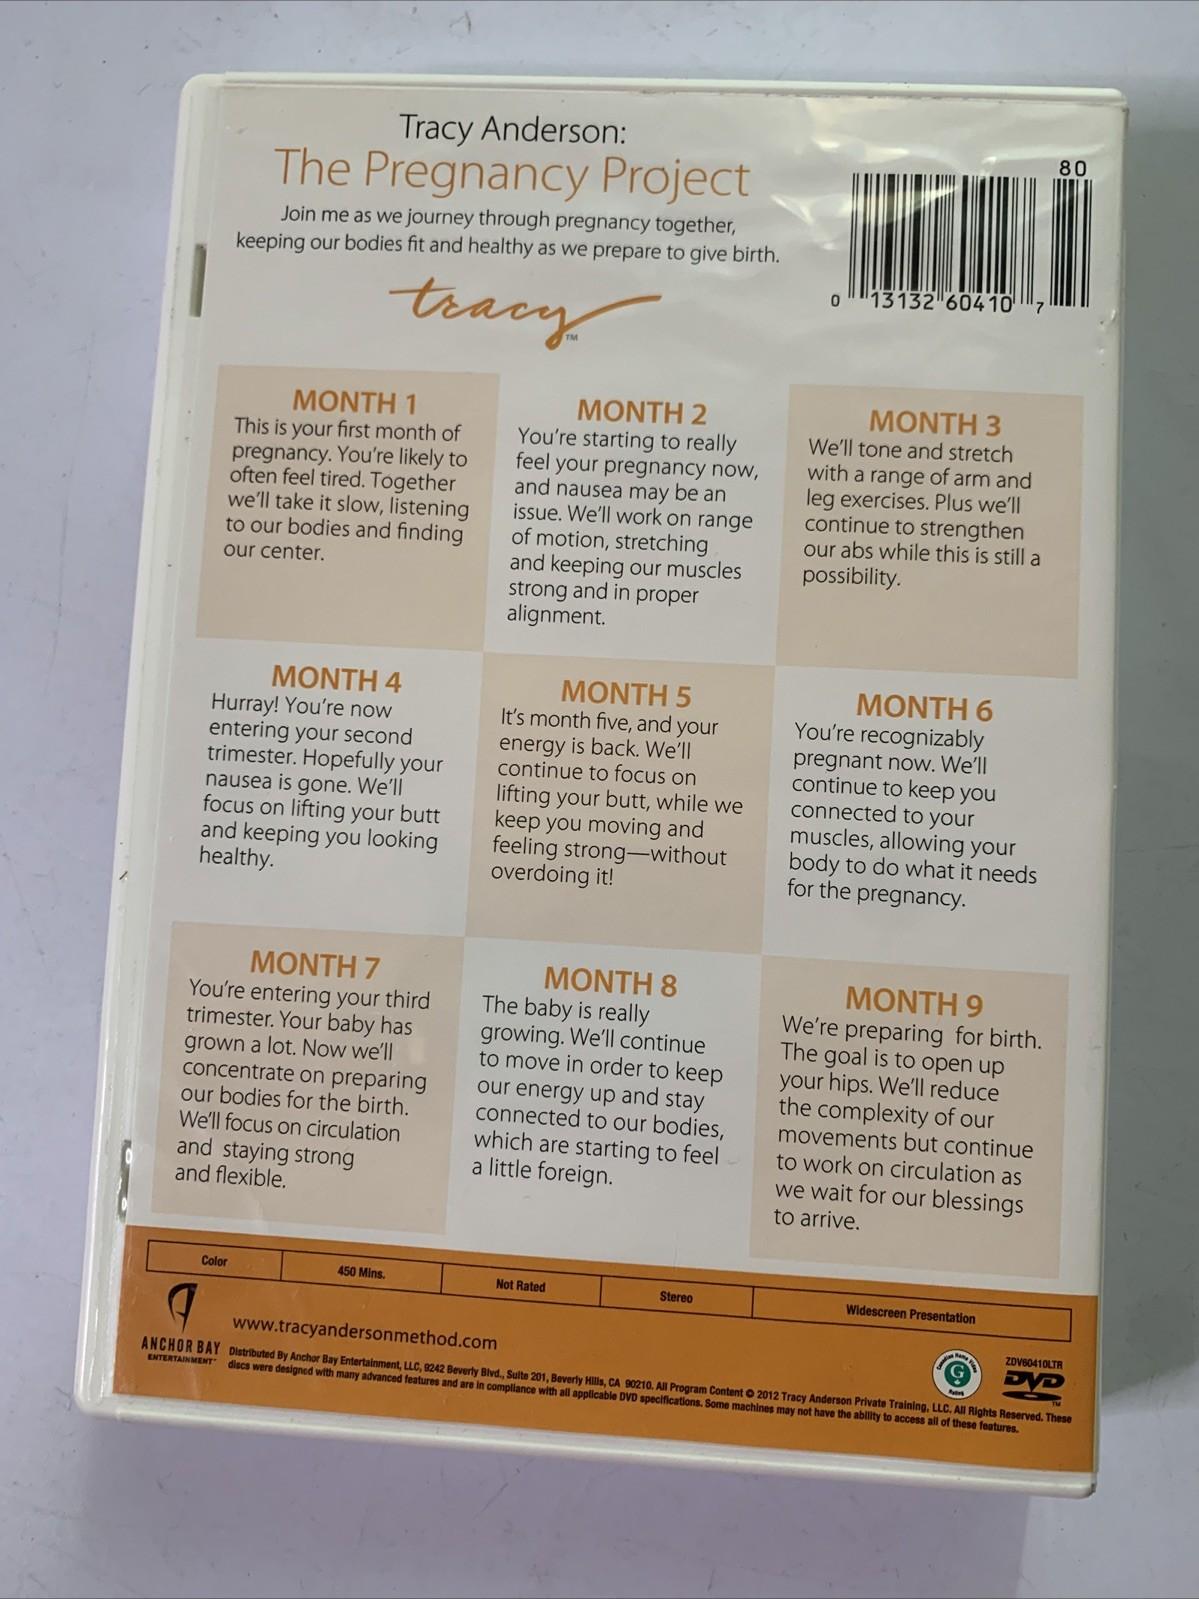 Tracy Anderson:
The Pregnancy Project
Join me as we journey through pregnancy together,
keeping our bodies fit and healthy as we prepare to give birth.
tracy™
80
0 13132 60410 7
MONTH 1
This is your first month of
pregnancy. You're likely to
often feel tired. Together
we'll take it slow, listening
to our bodies and finding
our center.
MONTH 2
You're starting to really
feel your pregnancy now,
and nausea may be an
issue. We'll work on range
of motion, stretching
and keeping our muscles
strong and in proper
alignment.
MONTH 3
We'll tone and stretch
with a range of arm and
leg exercises. Plus we'll
continue to strengthen
our abs while this is still a
possibility.
MONTH 4
Hurray! You're now
entering your second
trimester. Hopefully your
nausea is gone. We'll
focus on lifting your butt
and keeping you looking
healthy.
MONTH 5
It's month five, and your
energy is back. We'll
continue to focus on
lifting your butt, while we
keep you moving and
feeling strong—without
overdoing it!
MONTH 6
You're recognizably
pregnant now. We'll
continue to keep you
connected to your
muscles, allowing your
body to do what it needs
for the pregnancy.
MONTH 7
You're entering your third
trimester. Your baby has
grown a lot. Now we'll
concentrate on preparing
our bodies for the birth.
We'll focus on circulation
and staying strong
and flexible.
MONTH 8
The baby is really
growing. We'll continue
to move in order to keep
our energy up and stay
connected to our bodies,
which are starting to feel
a little foreign.
MONTH 9
We're preparing for birth.
The goal is to open up
your hips. We'll reduce
the complexity of our
movements but continue
to work on circulation as
we wait for our blessings
to arrive.
Color
450 Mins.
Not Rated
Stereo
Widescreen Presentation
ANCHOR BAY
ENTERTAINMENT™
www.tracyandersonmethod.com
Distributed By Anchor Bay Entertainment, LLC, 9242 Beverly Blvd., Suite 201, Beverly Hills, CA 90210. All Program Content © 2012 Tracy Anderson Private Training, LLC. All Rights Reserved. These
discs were designed with many advanced features and are in compliance with all applicable DVD specifications. Some machines may not have the ability to access all of these features.
Canadian Home Video
G
Rating
ZDV60410LTR
DVD™